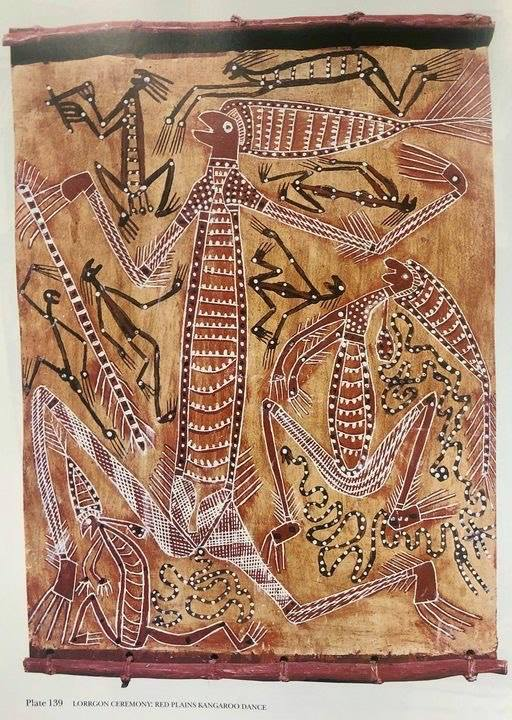 Plate 139 LORRGON CEREMONY: RED PLAINS KANGAROO DANCE